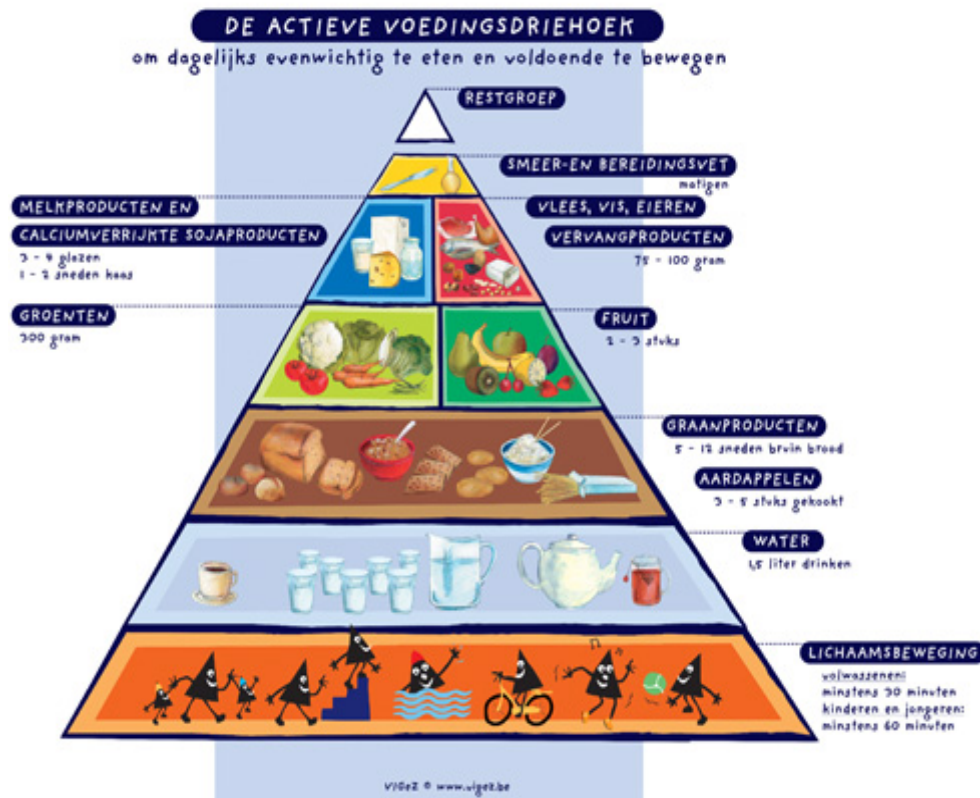 DE ACTIEVE VOEDINGSDRIEHOEK
om dagelijks evenwichtig te eten en voldoende te bewegen
RESTGROEP
SMEER-EN BEREIDINGSVET
matigen
MELKPRODUCTEN EN
CALCIUMVERRIJKTE SOJAPRODUCTEN
3 - 4 glazen
1 - 2 sneden kaas
VLEES, VIS, EIEREN
VERVANGPRODUCTEN
75 - 100 gram
GROENTEN
300 gram
FRUIT
2 - 3 stuks
GRAANPRODUCTEN
5 - 12 sneden bruin brood
AARDAPPELEN
3 - 5 stuks gekookt
WATER
1,5 liter drinken
LICHAAMSBEWEGING
volwassenen:
minstens 30 minuten
kinderen en jongeren:
minstens 60 minuten
VIGeZ © www.vigez.be